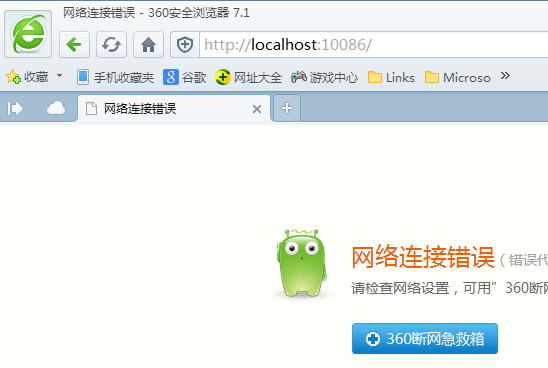 网络连接错误 - 360安全浏览器 7.1
http://localhost:10086/
收藏 手机收藏夹 谷歌 网址大全 游戏中心 Links Microso »
网络连接错误
网络连接错误 ( 错误代
请检查网络设置，可用"360断网
360断网急救箱